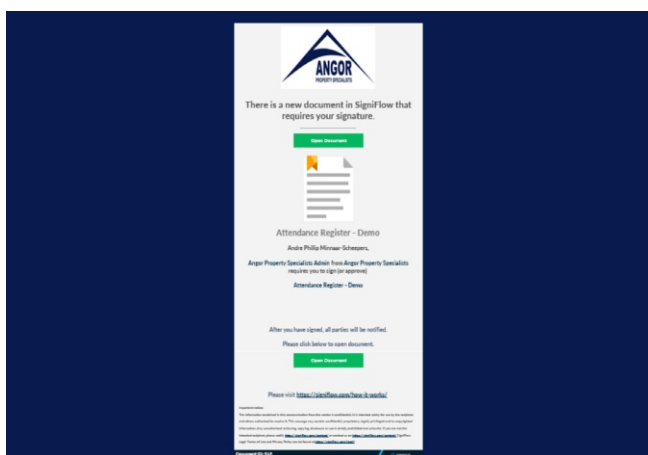 ANGOR
PROPERTY SPECIALISTS
There is a new document in SigniFlow that
requires your signature.
Open Document
Attendance Register - Demo
Andre Phillip Minnaar-Scheepers,
Angor Property Specialists Admin from Angor Property Specialists
requires you to sign (or approve)
Attendance Register - Demo
After you have signed, all parties will be notified.
Please click below to open document.
Open Document
Please visit https://signiflow.com/how-it-works/